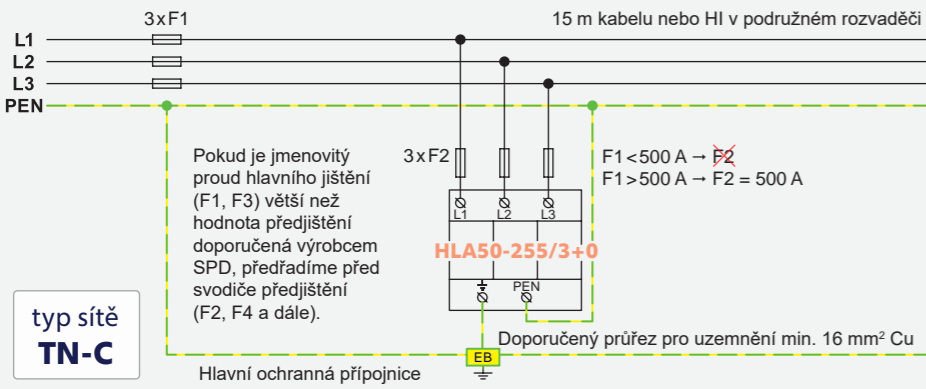 3xF1
15 m kabelu nebo HI v podružném rozvaděči
L1
L2
L3
PEN
Pokud je jmenovitý
proud hlavního jištění
(F1, F3) větší než
hodnota předjištění
doporučená výrobcem
SPD, předřadíme před
svodiče předjištění
(F2, F4 a dále).
3xF2
F1<500 A → F2
F1>500 A → F2 = 500 A
L1 L2 L3
HLA50-255/3+0
PEN
typ sítě
TN-C
EB
Doporučený průřez pro uzemnění min. 16 mm² Cu
Hlavní ochranná přípojnice